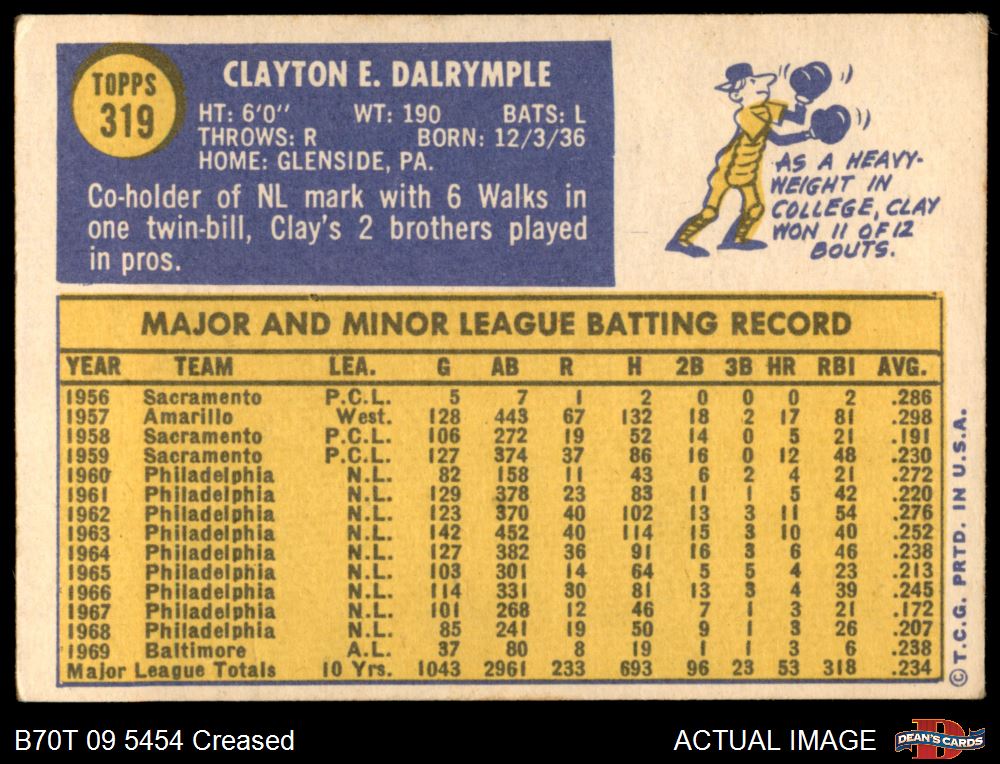 TOPPS
319
CLAYTON E. DALRYMPLE
HT: 6'0" WT: 190 BATS: L
THROWS: R BORN: 12/3/36
HOME: GLENSIDE, PA.
Co-holder of NL mark with 6 Walks in
one twin-bill, Clay's 2 brothers played
in pros.
AS A HEAVY-
WEIGHT IN
COLLEGE, CLAY
WON 11 OF 12
BOUTS.
MAJOR AND MINOR LEAGUE BATTING RECORD
YEAR TEAM LEA. G AB R H 2B 3B HR RBI AVG.
1956 Sacramento P.C.L. 5 7 1 2 0 0 0 2 .286
1957 Amarillo West. 128 443 67 132 18 2 17 81 .298
1958 Sacramento P.C.L. 106 272 19 52 14 0 5 21 .191
1959 Sacramento P.C.L. 127 374 37 86 16 0 12 48 .230
1960 Philadelphia N.L. 82 158 11 43 6 2 4 21 .272
1961 Philadelphia N.L. 129 378 23 83 11 1 5 42 .220
1962 Philadelphia N.L. 123 370 40 102 13 3 11 54 .276
1963 Philadelphia N.L. 142 452 40 114 15 3 10 40 .252
1964 Philadelphia N.L. 127 382 36 91 16 3 6 46 .238
1965 Philadelphia N.L. 103 301 14 64 5 5 4 23 .213
1966 Philadelphia N.L. 114 331 30 81 13 3 4 39 .245
1967 Philadelphia N.L. 101 268 12 46 7 1 3 21 .172
1968 Philadelphia N.L. 85 241 19 50 9 1 3 26 .207
1969 Baltimore A.L. 37 80 8 19 1 1 3 6 .238
Major League Totals 10 Yrs. 1043 2961 233 693 96 23 53 318 .234
© T.C.G. PRTD. IN U.S.A.
B70T 09 5454 Creased
ACTUAL IMAGE
D
DEAN'S CARDS